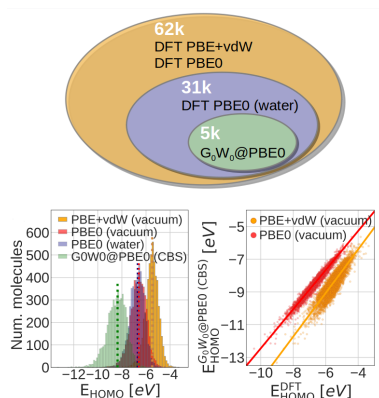 62k
DFT PBE+vdW
DFT PBE0
31k
DFT PBE0 (water)
5k
G₀W₀@PBE0
Num. molecules
600
500
400
300
200
100
0
PBE+vdW (vacuum)
PBE0 (vacuum)
PBE0 (water)
G0W0@PBE0 (CBS)
−12 −10 −8 −6 −4
E_HOMO [eV]
E_HOMO^G₀W₀@PBE0 (CBS) [eV]
−5
−7
−9
−11
−13
PBE+vdW (vacuum)
PBE0 (vacuum)
−10 −8 −6 −4
E_HOMO^DFT [eV]